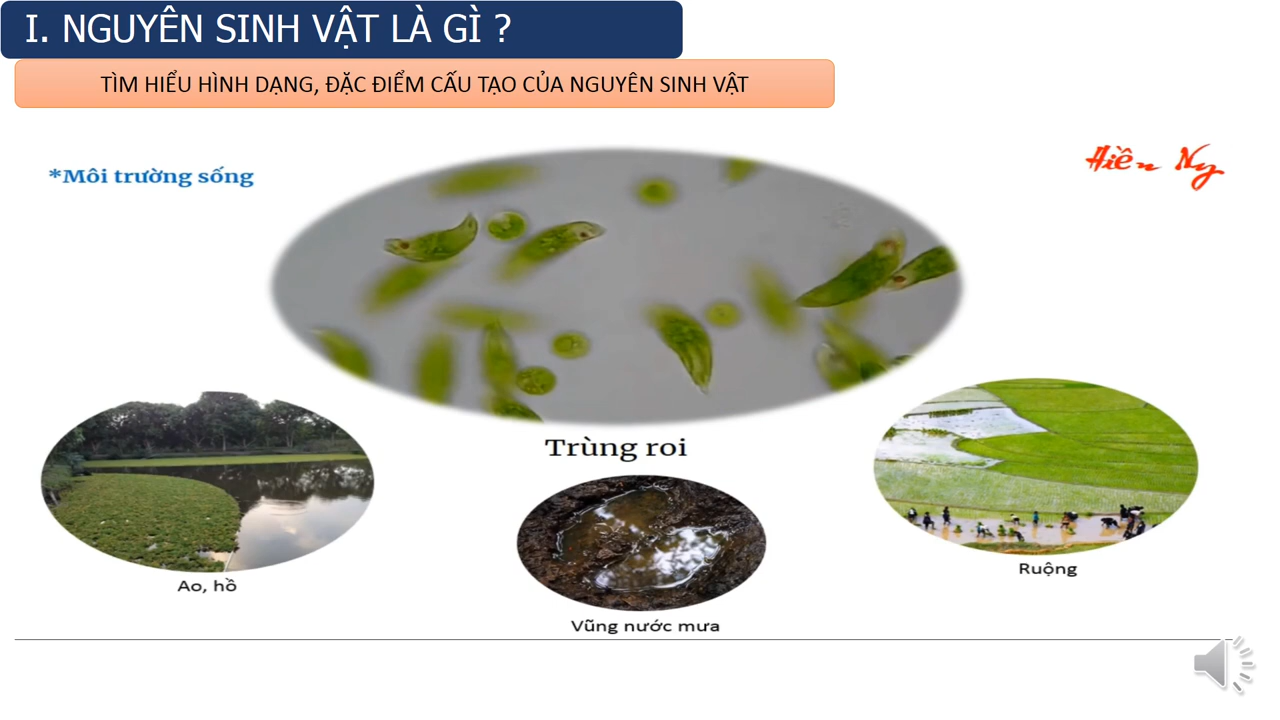 I. NGUYÊN SINH VẬT LÀ GÌ ?
TÌM HIỂU HÌNH DẠNG, ĐẶC ĐIỂM CẤU TẠO CỦA NGUYÊN SINH VẬT
*Môi trường sống
Hiền Ny
Trùng roi
Ao, hồ
Vũng nước mưa
Ruộng